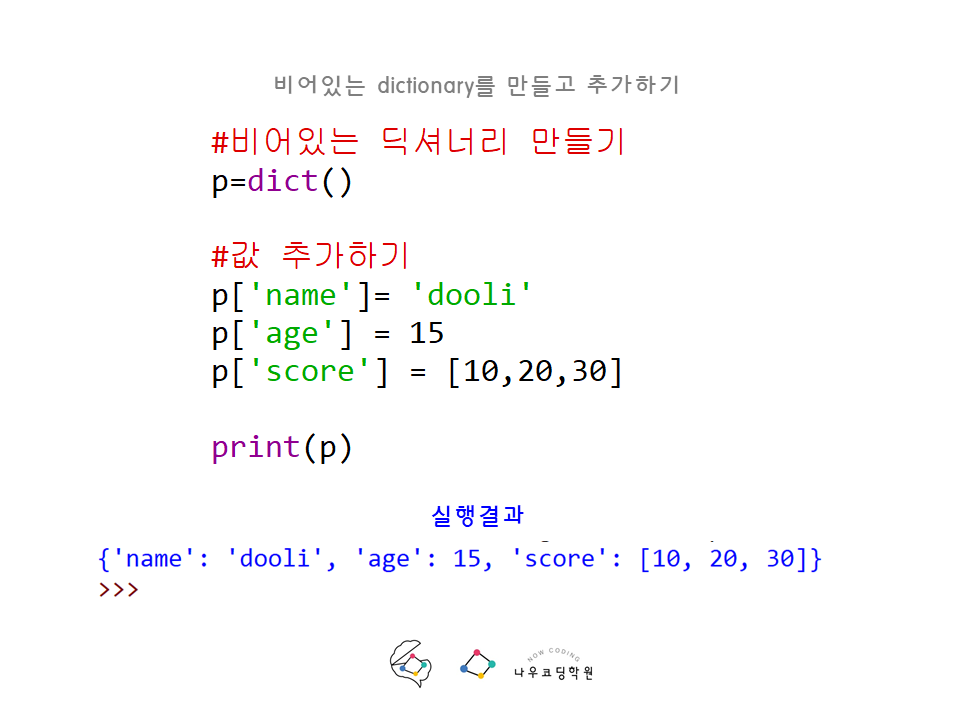 비어있는 dictionary를 만들고 추가하기
#비어있는 딕셔너리 만들기
p=dict()
#값 추가하기
p['name']= 'dooli'
p['age'] = 15
p['score'] = [10,20,30]
print(p)
실행결과
{'name': 'dooli', 'age': 15, 'score': [10, 20, 30]}
>>>
NOW CODING
나우코딩학원